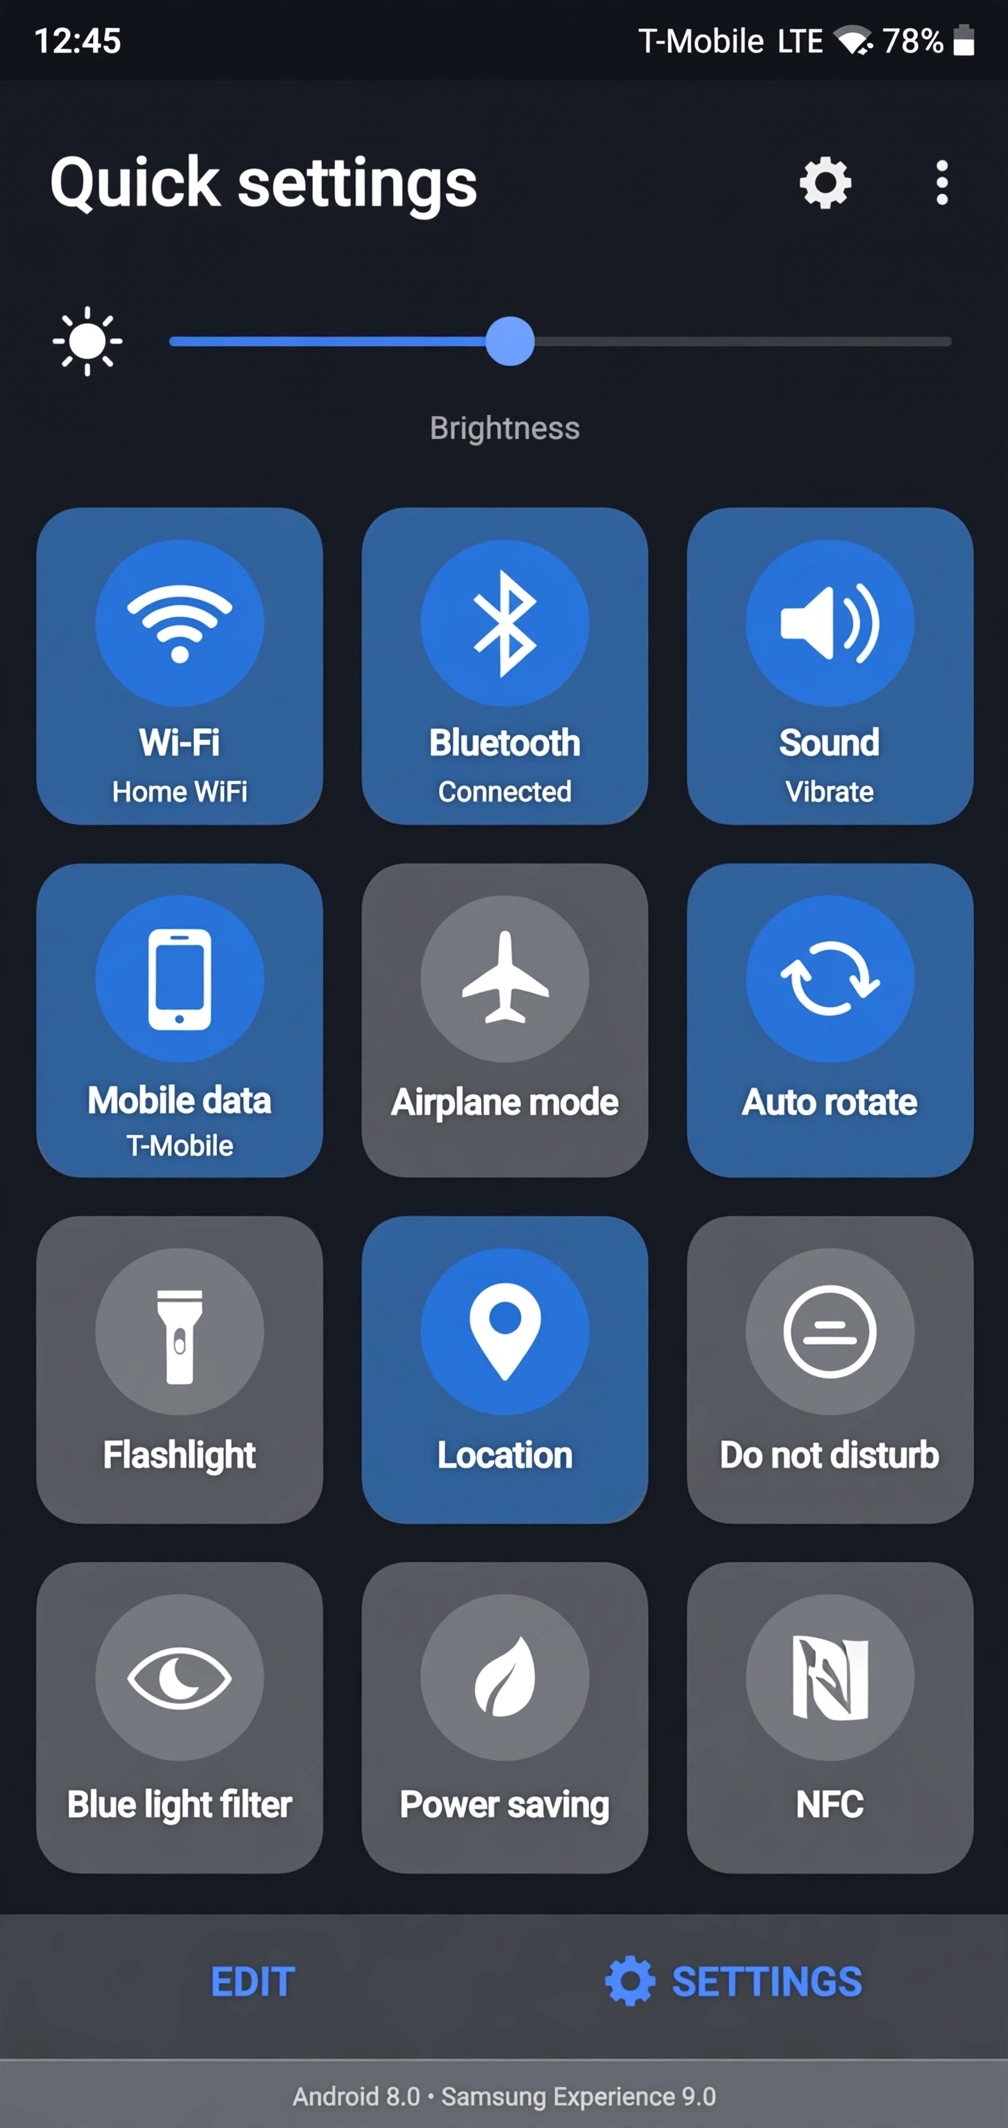 12:45 T-Mobile LTE 78%
Quick settings
Brightness
Wi-Fi Bluetooth Sound
Home WiFi Connected Vibrate
Mobile data Airplane mode Auto rotate
T-Mobile
Flashlight Location Do not disturb
Blue light filter Power saving NFC
EDIT SETTINGS
Android 8.0 • Samsung Experience 9.0